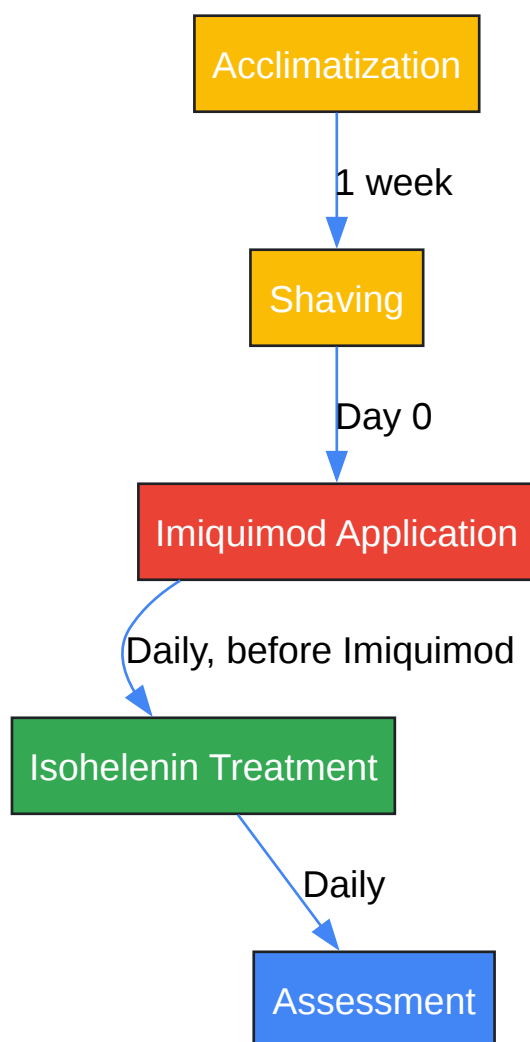 Acclimatization
1 week
Shaving
Day 0
Imiquimod Application
Daily, before Imiquimod
Isohelenin Treatment
Daily
Assessment